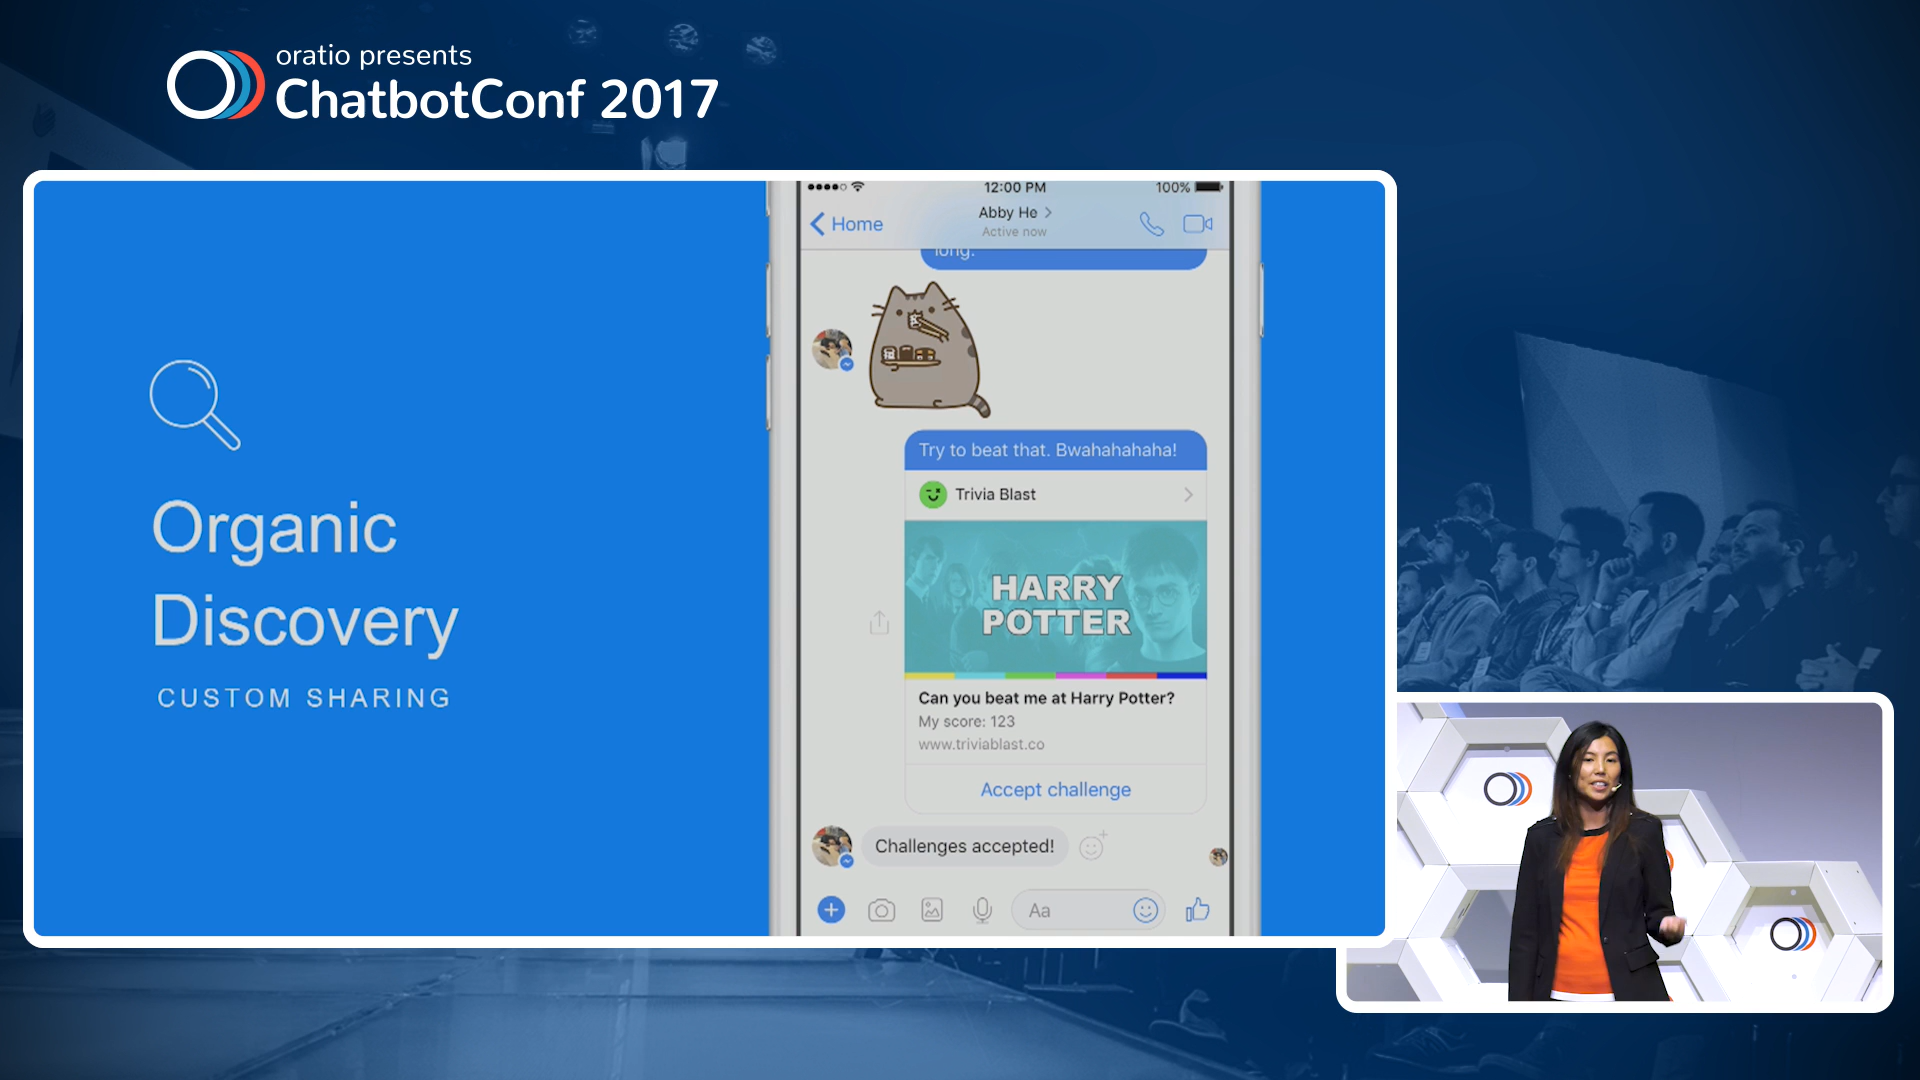 oratio presents
ChatbotConf 2017
Organic
Discovery
CUSTOM SHARING
12:00 PM
100%
Home
Abby He
Active now
long.
Try to beat that. Bwahahahaha!
Trivia Blast
HARRY
POTTER
Can you beat me at Harry Potter?
My score: 123
www.triviablast.co
Accept challenge
Challenges accepted!
Aa